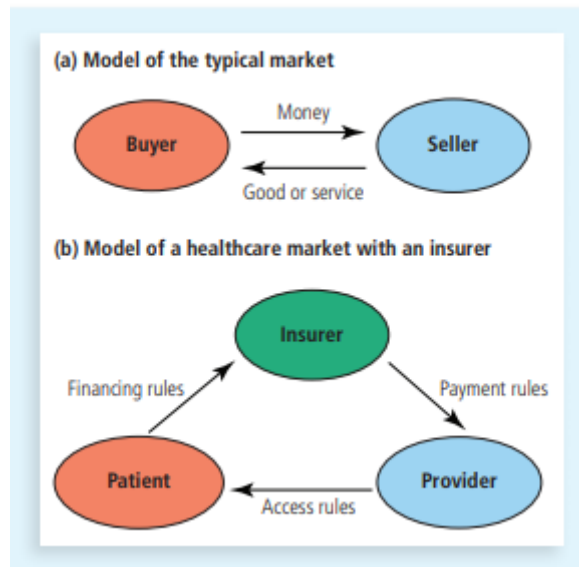 (a) Model of the typical market
Money
Buyer
Seller
Good or service
(b) Model of a healthcare market with an insurer
Insurer
Financing rules
Payment rules
Patient
Provider
Access rules